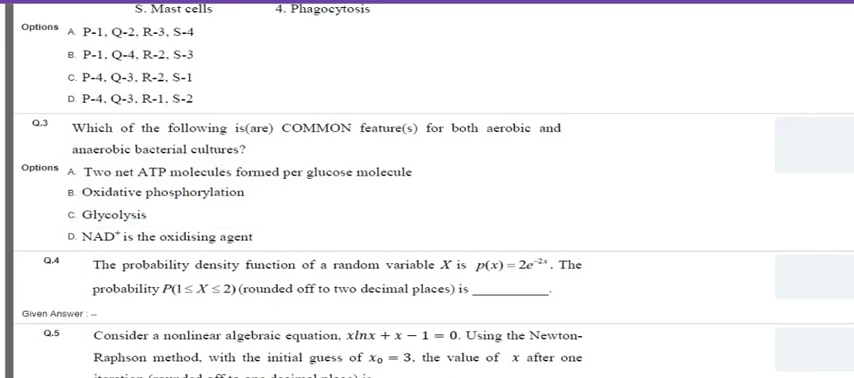 S. Mast cells 4. Phagocytosis
Options A. P-1, Q-2, R-3, S-4
B. P-1, Q-4, R-2, S-3
C. P-4, Q-3, R-2, S-1
D. P-4, Q-3, R-1, S-2
Q.3 Which of the following is(are) COMMON feature(s) for both aerobic and
anaerobic bacterial cultures?
Options A. Two net ATP molecules formed per glucose molecule
B. Oxidative phosphorylation
C. Glycolysis
D. NAD⁺ is the oxidising agent
Q.4 The probability density function of a random variable X is p(x) = 2e⁻²ˣ. The
probability P(1 ≤ X ≤ 2) (rounded off to two decimal places) is __________.
Given Answer : --
Q.5 Consider a nonlinear algebraic equation, xlnx + x − 1 = 0. Using the Newton-
Raphson method, with the initial guess of x₀ = 3, the value of x after one